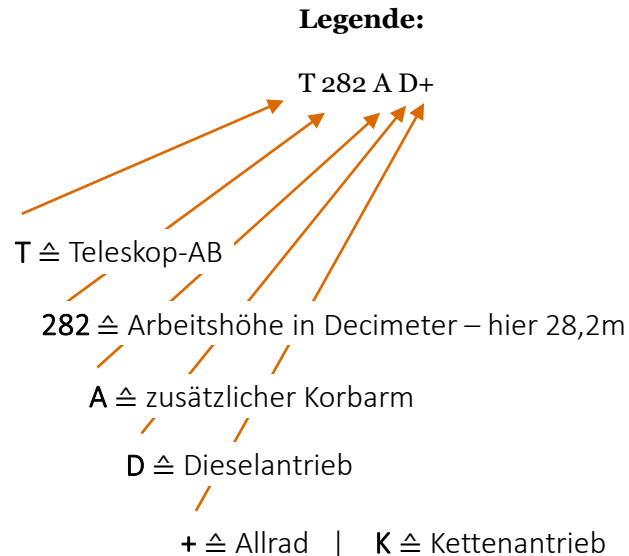 Legende:
T 282 A D+
T ≙ Teleskop-AB
282 ≙ Arbeitshöhe in Decimeter – hier 28,2m
A ≙ zusätzlicher Korbarm
D ≙ Dieselantrieb
+ ≙ Allrad | K ≙ Kettenantrieb